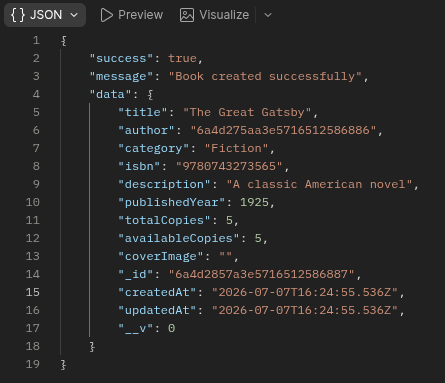 {} JSON Preview Visualize
1 {
2 "success": true,
3 "message": "Book created successfully",
4 "data": {
5 "title": "The Great Gatsby",
6 "author": "6a4d275aa3e5716512586886",
7 "category": "Fiction",
8 "isbn": "9780743273565",
9 "description": "A classic American novel",
10 "publishedYear": 1925,
11 "totalCopies": 5,
12 "availableCopies": 5,
13 "coverImage": "",
14 "_id": "6a4d2857a3e5716512586887",
15 "createdAt": "2026-07-07T16:24:55.536Z",
16 "updatedAt": "2026-07-07T16:24:55.536Z",
17 "__v": 0
18 }
19 }